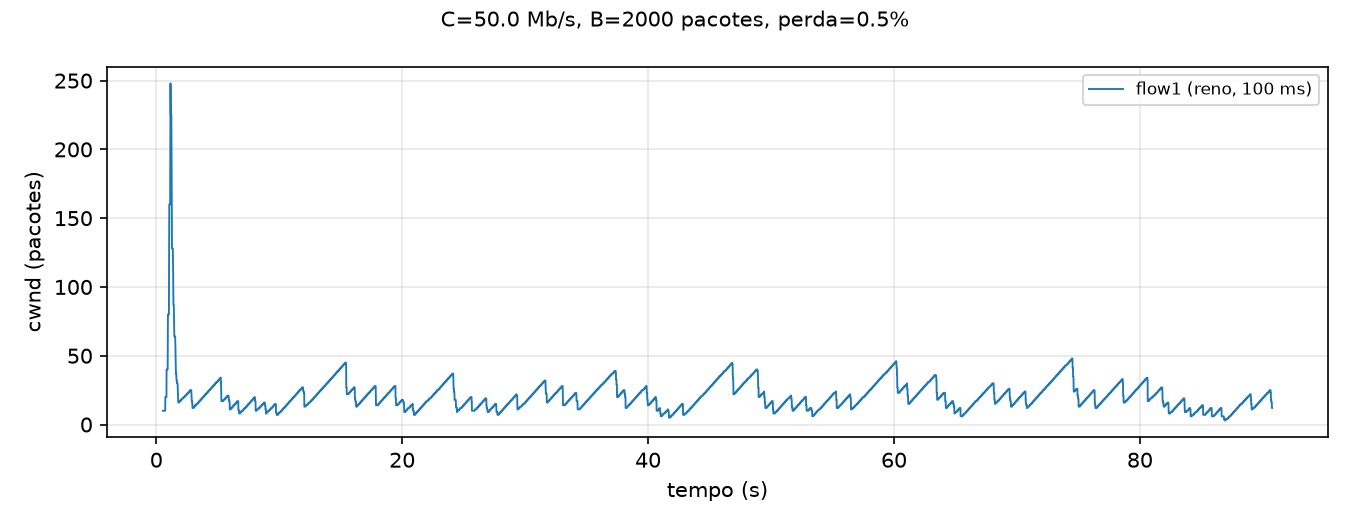 C=50.0 Mb/s, B=2000 pacotes, perda=0.5%
flow1 (reno, 100 ms)
cwnd (pacotes)
250
200
150
100
50
0
0 20 40 60 80
tempo (s)